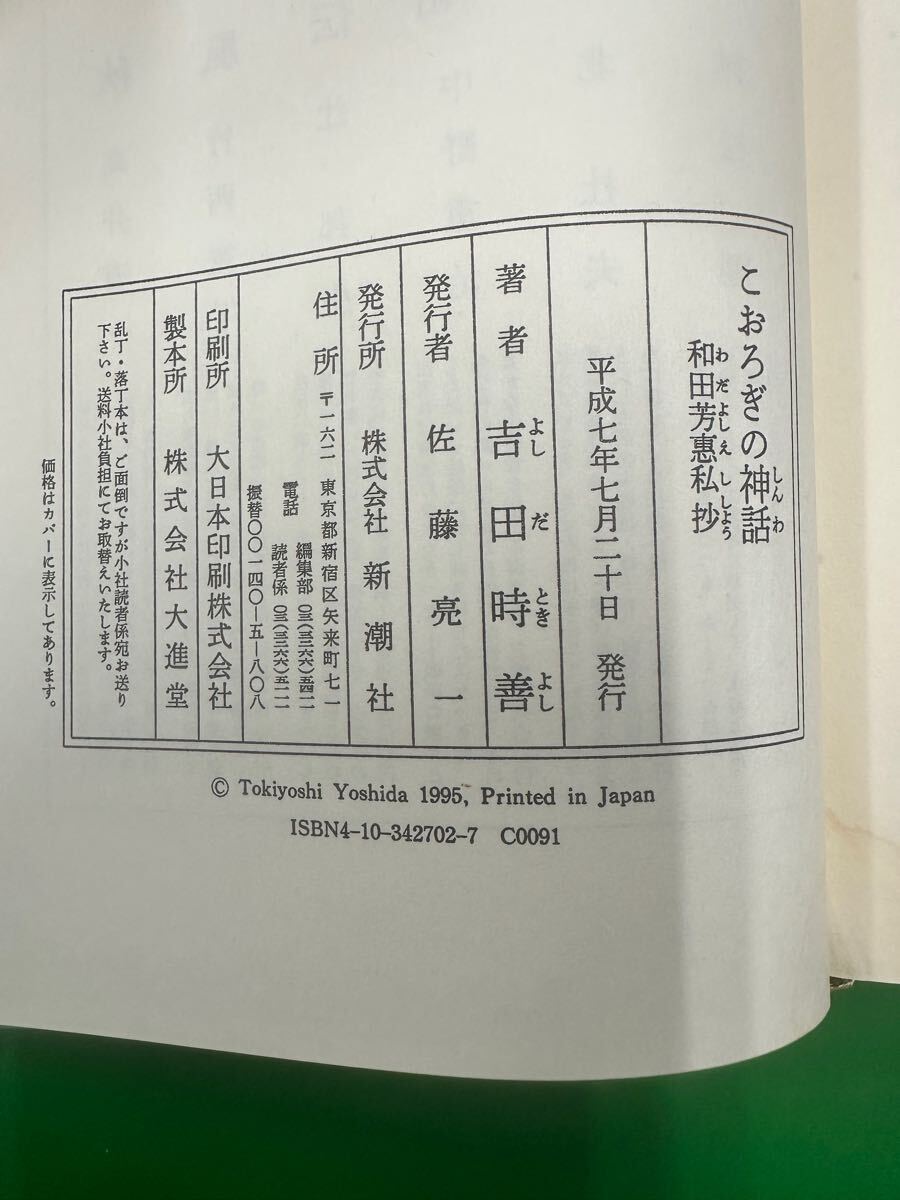 こおろぎの神話
和田芳惠私抄
平成七年七月二十日　発行
著者　吉田時善
発行者　佐藤亮一
発行所　株式会社新潮社
住所　〒一六二　東京都新宿区矢来町七一
電話　編集部　〇三(三二六六)五四一一
読者係　〇三(三二六六)五一一一
振替〇〇一四〇―五―八〇八
印刷所　大日本印刷株式会社
製本所　株式会社大進堂
乱丁・落丁本は、ご面倒ですが小社読者係宛お送り
下さい。送料小社負担にてお取替えいたします。
価格はカバーに表示してあります。
© Tokiyoshi Yoshida 1995, Printed in Japan
ISBN4-10-342702-7 C0091